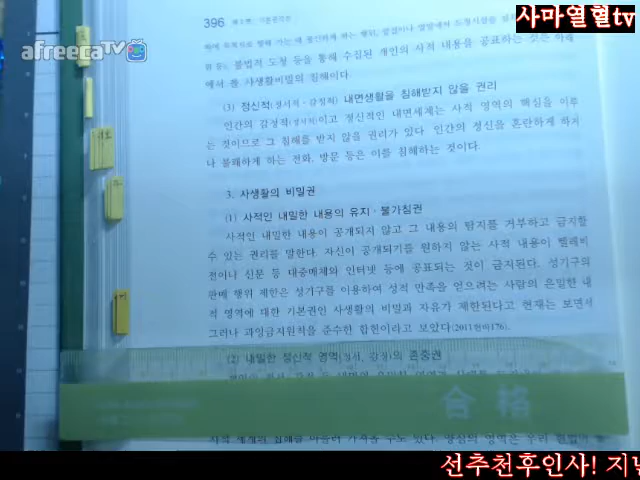 사마열혈tv
afreecaTV
396
위 등), 불법적 도청 등을 통해 수집된 개인의 사적 내용을 공표하는 것은
에서 볼 사생활비밀의 침해이다.
(3) 정신적(정서적·감정적) 내면생활을 침해받지 않을 권리
인간의 감정적(정서적)이고 정신적인 내면세계는 사적 영역의 핵심을 이루
는 것이므로 그 침해를 받지 않을 권리가 있다. 인간의 정신을 혼란하게 하거
나 불쾌하게 하는 전화, 방문 등은 이를 침해하는 것이다.
3. 사생활의 비밀권
(1) 사적인 내밀한 내용의 유지·불가침권
사적인 내밀한 내용이 공개되지 않고 그 내용의 탐지를 거부하고 금지할
수 있는 권리를 말한다. 자신이 공개되기를 원하지 않는 사적 내용이 텔레비
전이나 신문 등 대중매체와 인터넷 등에 공표되는 것이 금지된다. 성기구의
판매 행위 제한은 성기구를 이용하여 성적 만족을 얻으려는 사람의 은밀한 내
적 영역에 대한 기본권인 사생활의 비밀과 자유가 제한된다고 현재는 보면서
그러나 과잉금지원칙을 준수한 합헌이라고 보았다(2011헌바176).
(2) 내밀한 정신적 영역(정서, 감정)의 존중권
合格
선추천후인사! 지